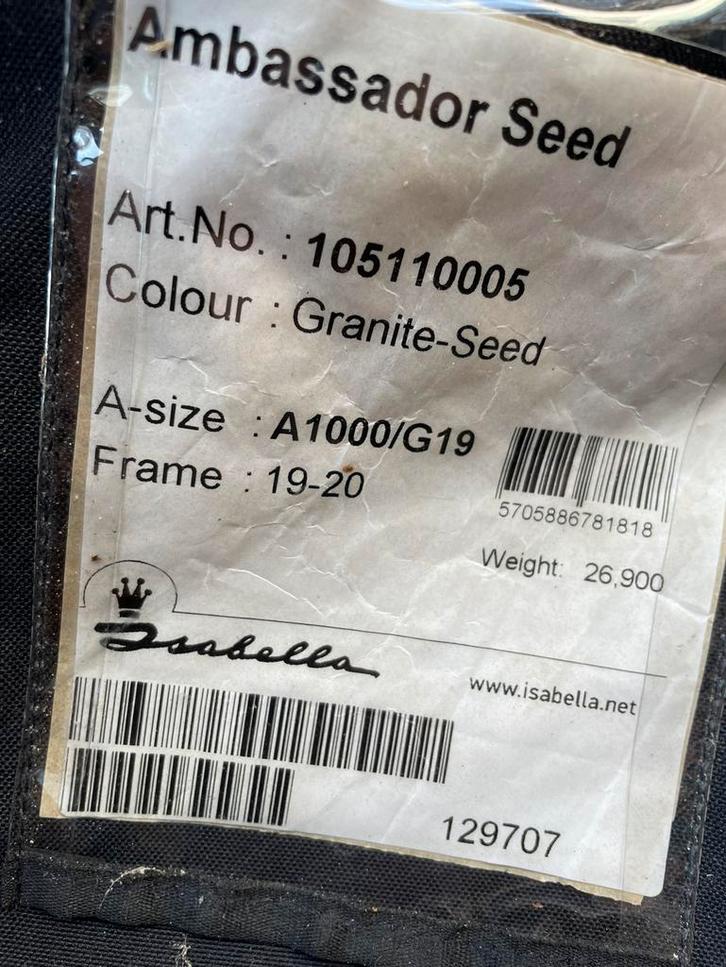 Ambassador Seed
Art.No. : 105110005
Colour : Granite-Seed
A-size : A1000/G19
Frame : 19-20
5705886781818
Weight: 26,900
Isabella
www.isabella.net
129707